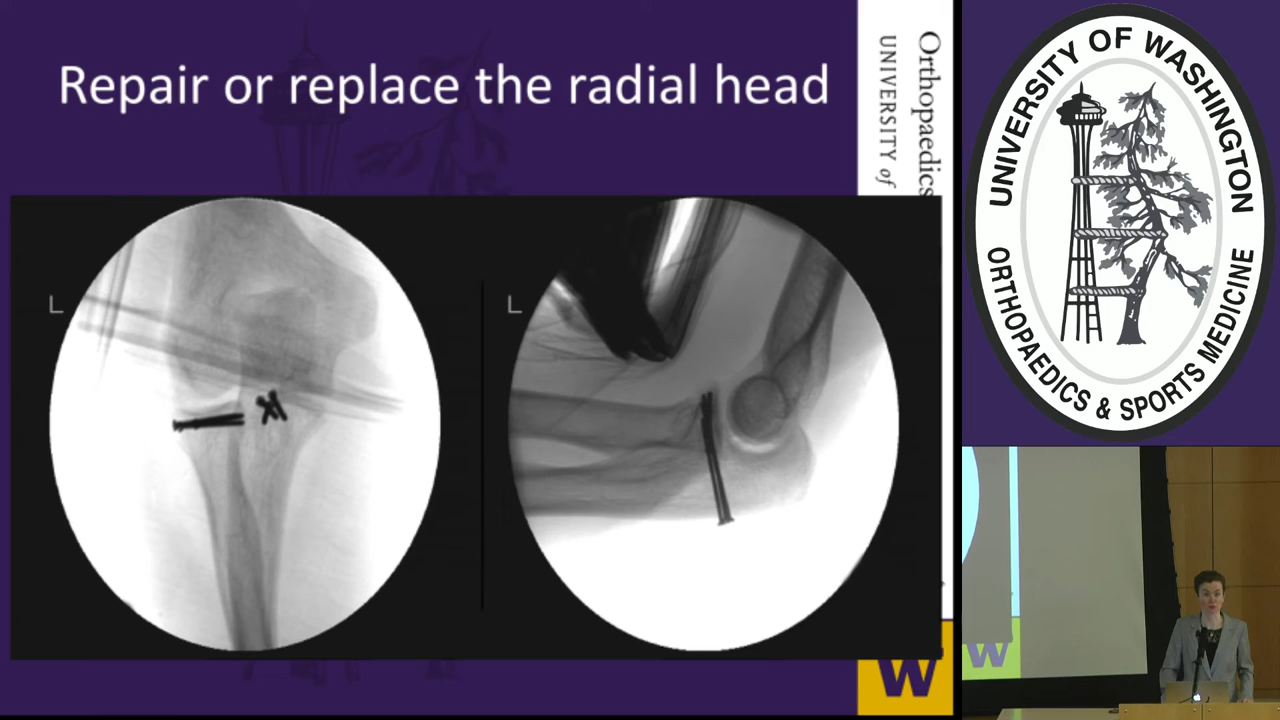 Repair or replace the radial head
Orthopaedics
UNIVERSITY of
L
L
W
UNIVERSITY OF WASHINGTON
ORTHOPAEDICS & SPORTS MEDICINE
W